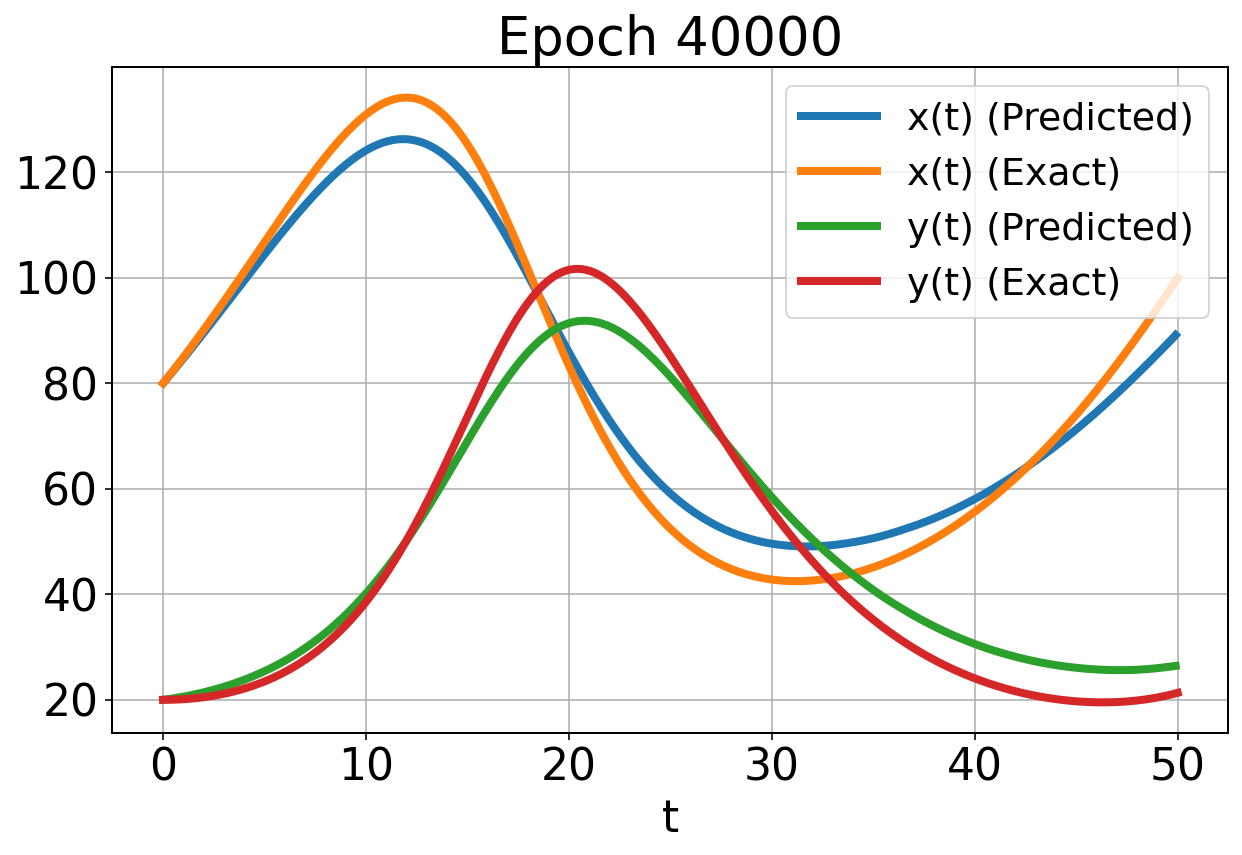 Epoch 40000
x(t) (Predicted)
x(t) (Exact)
y(t) (Predicted)
y(t) (Exact)
120
100
80
60
40
20
0 10 20 30 40 50
t